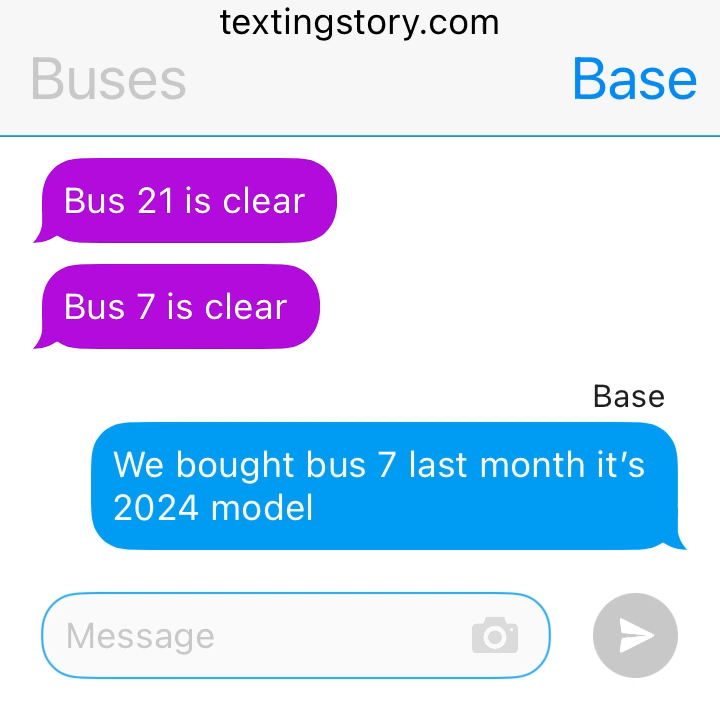 textingstory.com
Buses
Base
Bus 21 is clear
Bus 7 is clear
Base
We bought bus 7 last month it’s
2024 model
Message